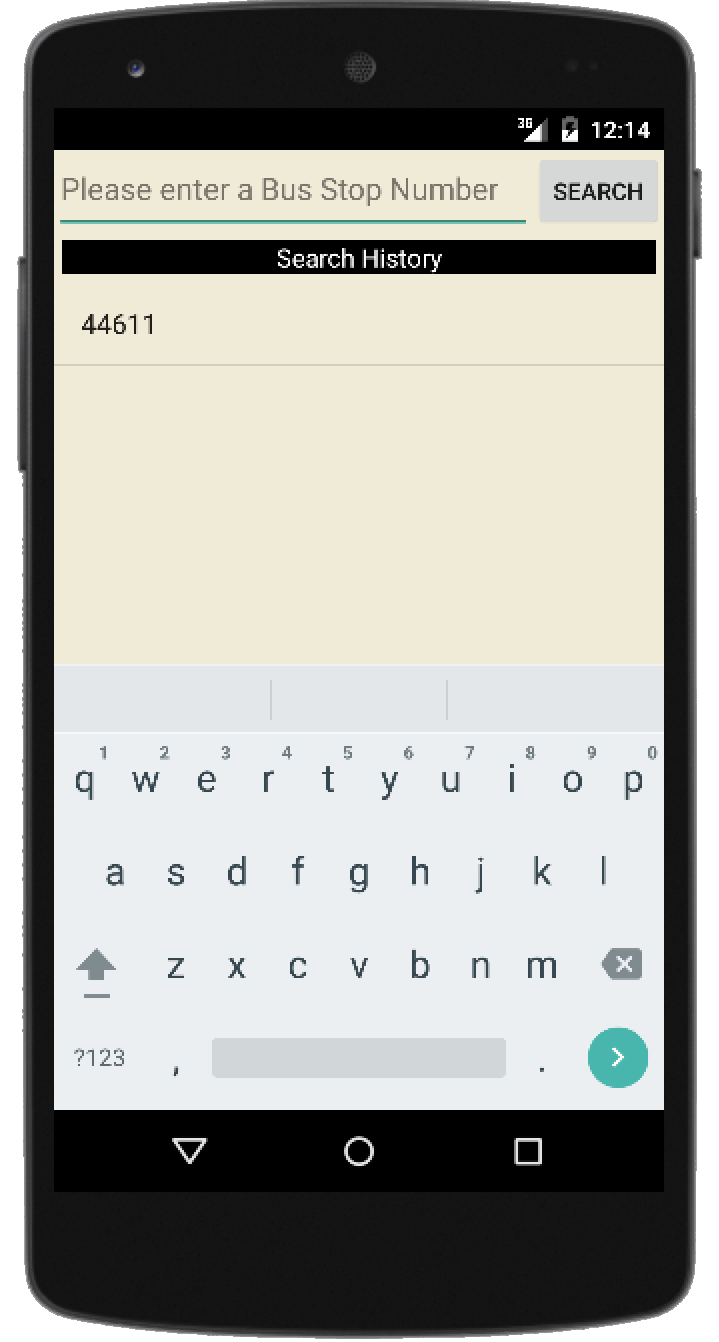 3G 12:14
Please enter a Bus Stop Number SEARCH
Search History
44611
1 2 3 4 5 6 7 8 9 0
q w e r t y u i o p
a s d f g h j k l
z x c v b n m
?123 , .